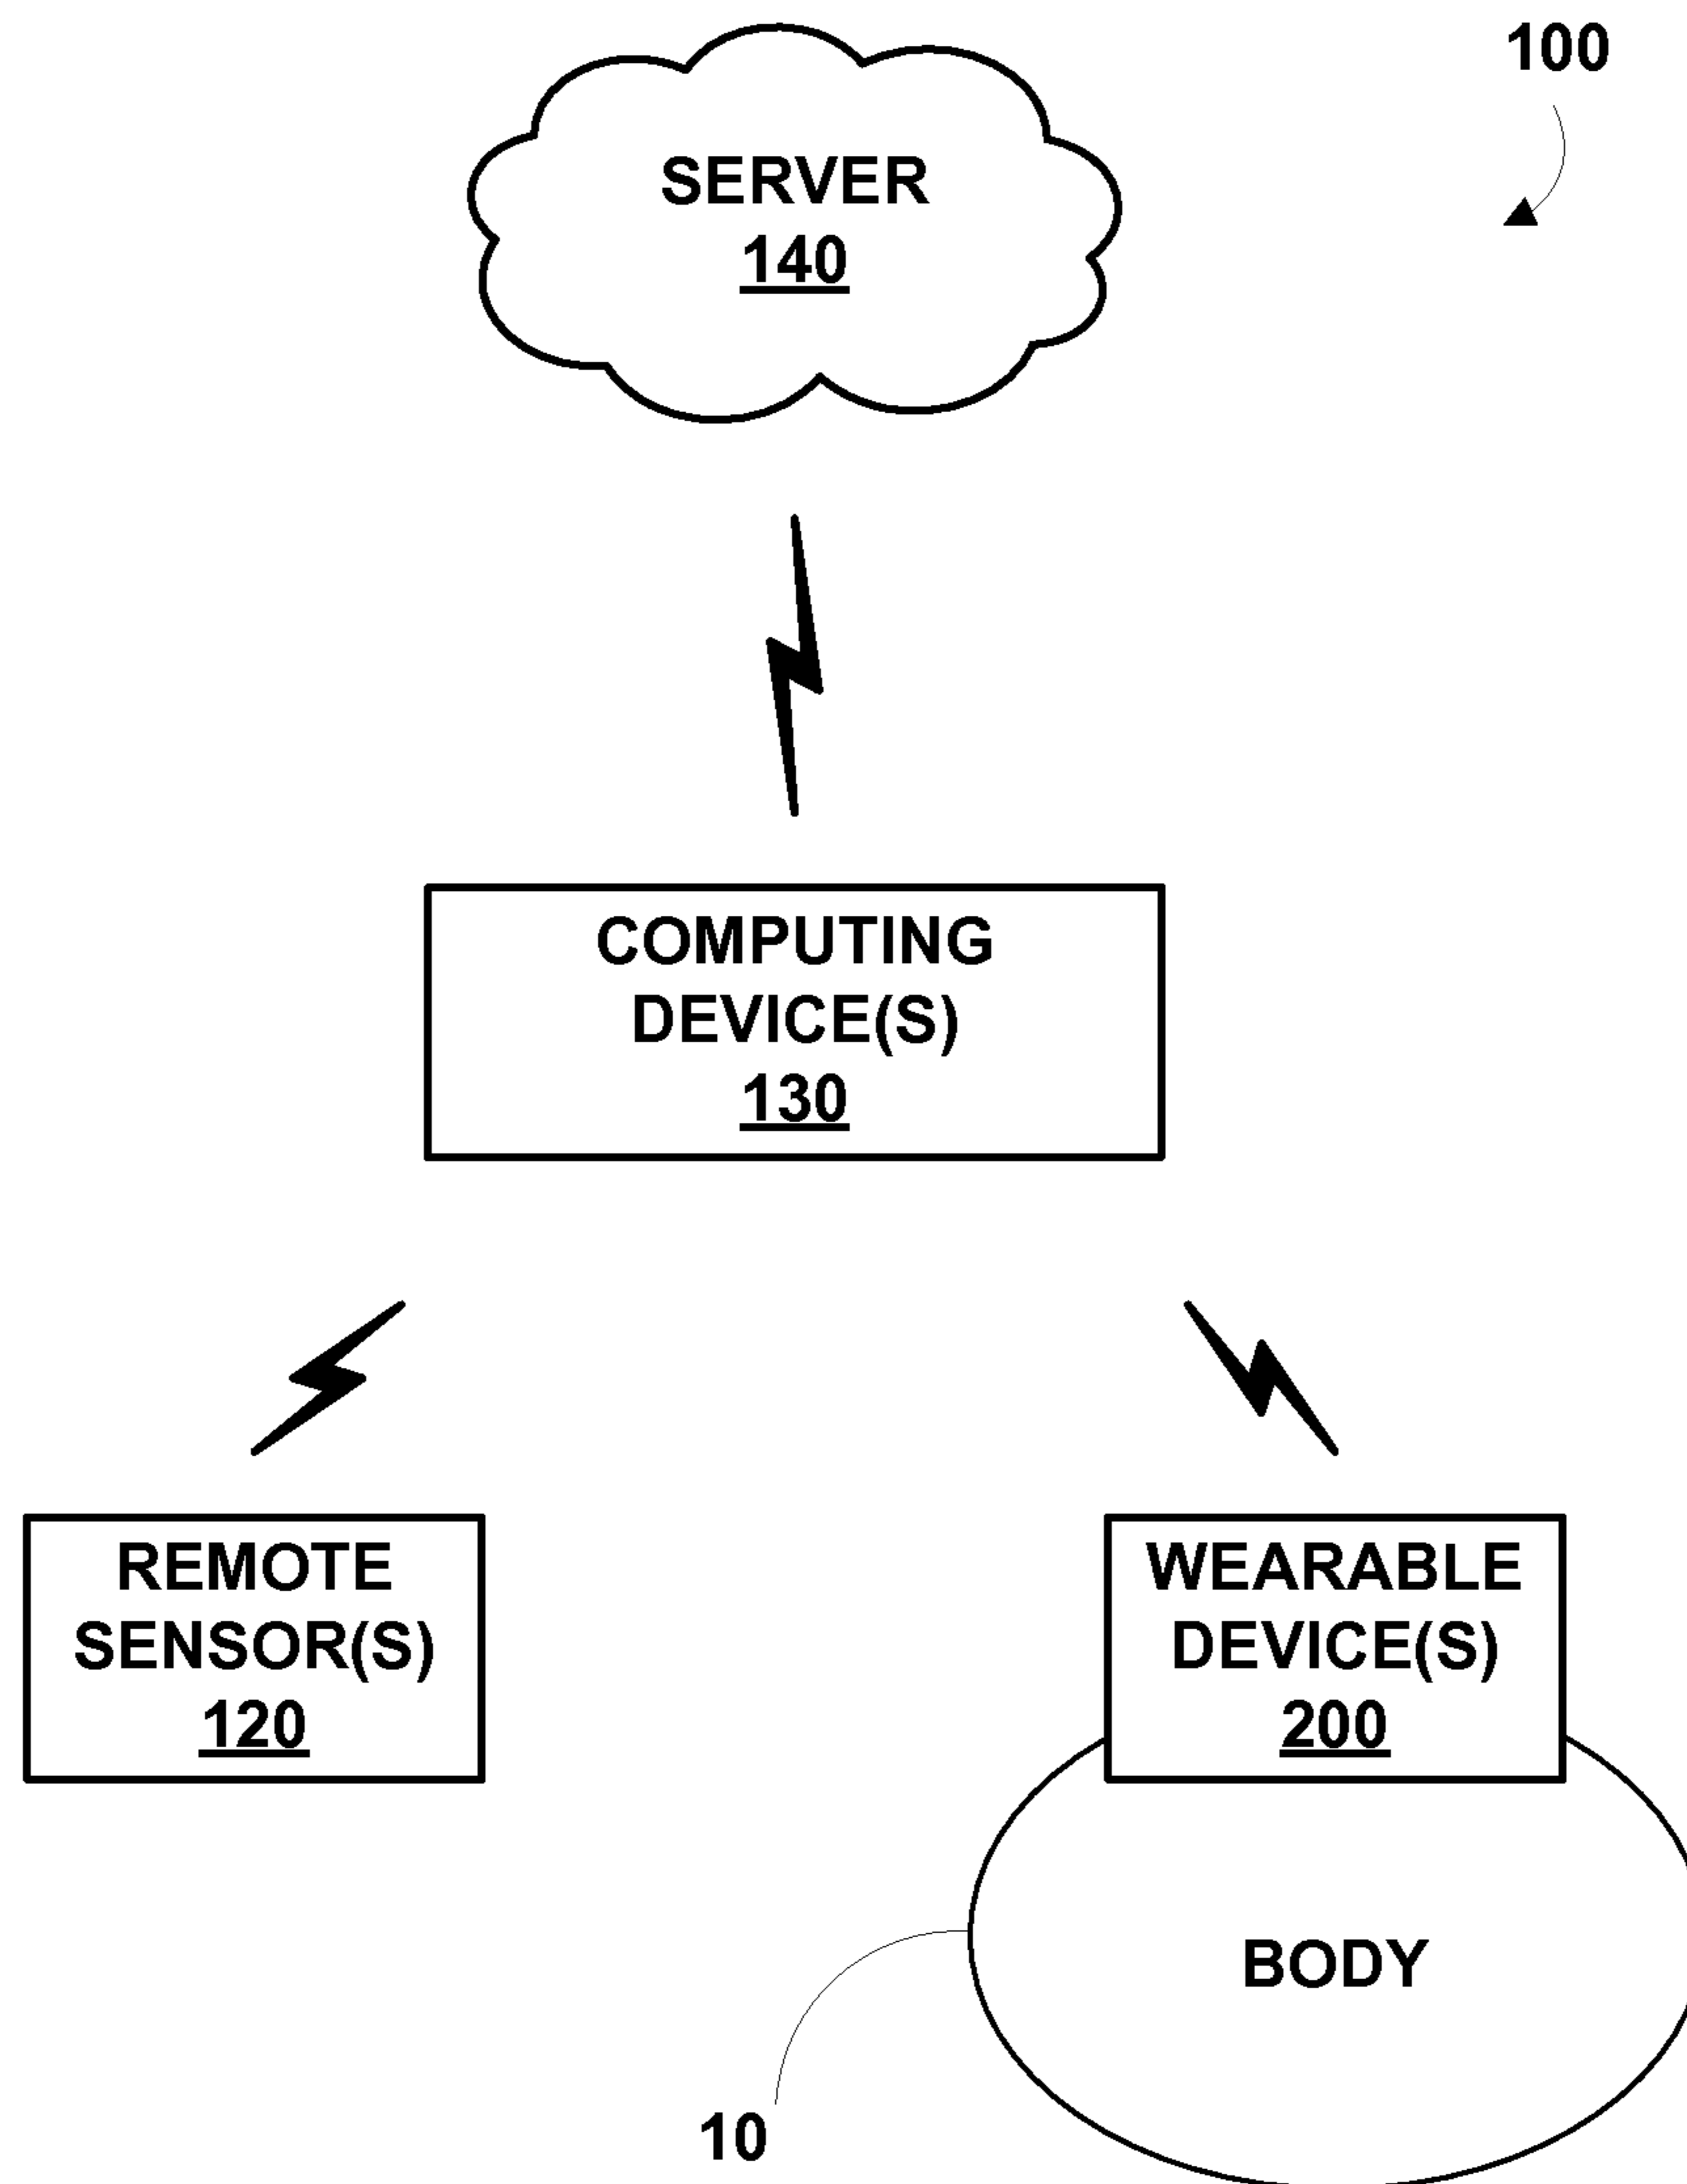 100
SERVER
140
COMPUTING
DEVICE(S)
130
REMOTE
SENSOR(S)
120
WEARABLE
DEVICE(S)
200
BODY
10